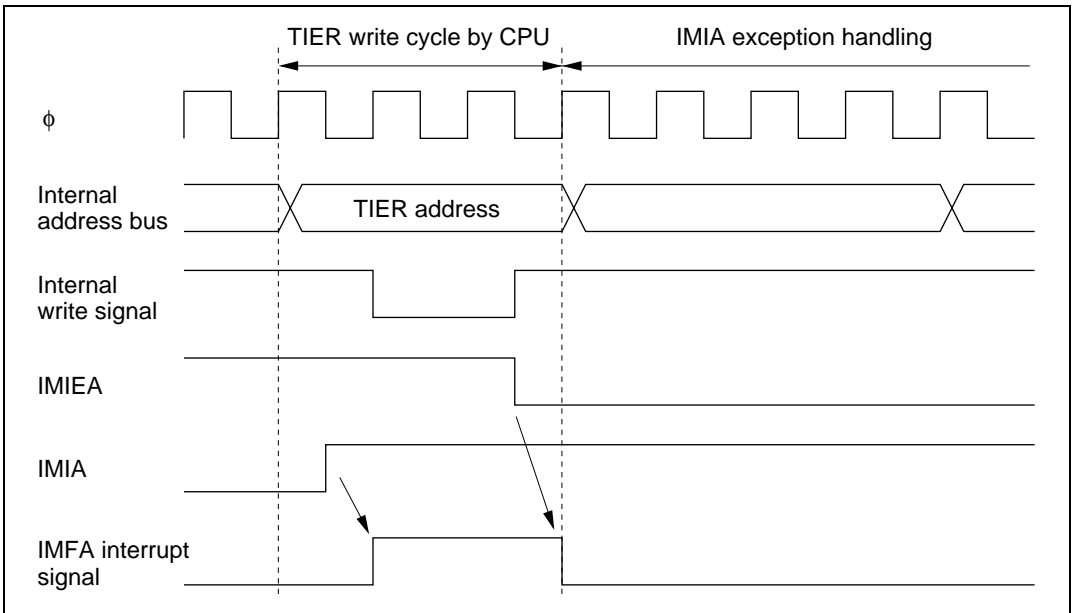 TIER write cycle by CPU
IMIA exception handling
ϕ
Internal
address bus
TIER address
Internal
write signal
IMIEA
IMIA
IMFA interrupt
signal